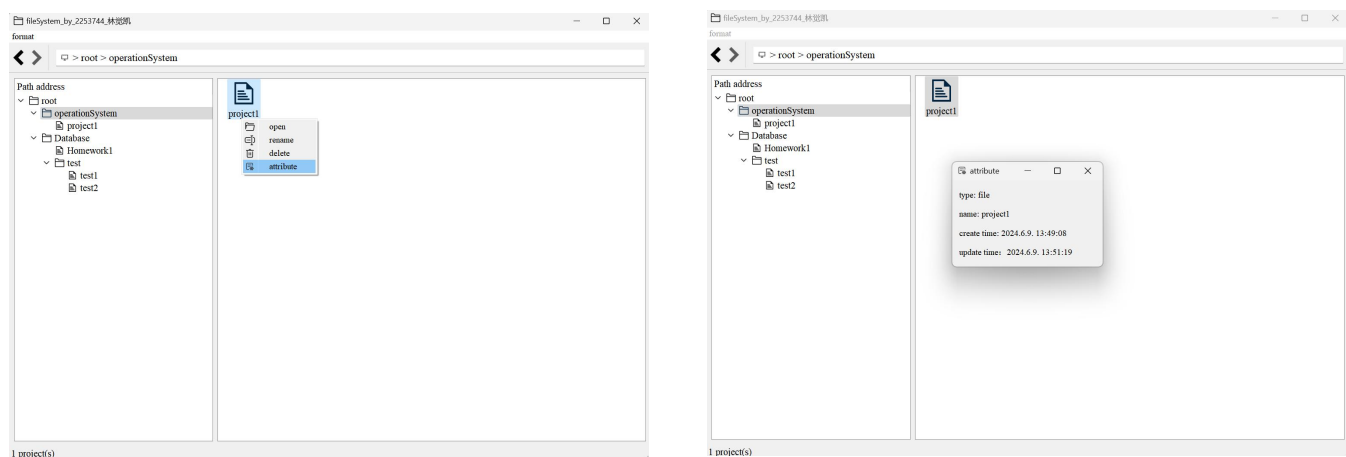 fileSystem_by_2253744_林觉凯
format
> root > operationSystem
Path address
root
operationSystem
project1
Database
Homework1
test
test1
test2
project1
open
rename
delete
attribute
1 project(s)
fileSystem_by_2253744_林觉凯
format
> root > operationSystem
Path address
root
operationSystem
project1
Database
Homework1
test
test1
test2
project1
attribute
type: file
name: project1
create time: 2024.6.9. 13:49:08
update time：2024.6.9. 13:51:19
1 project(s)